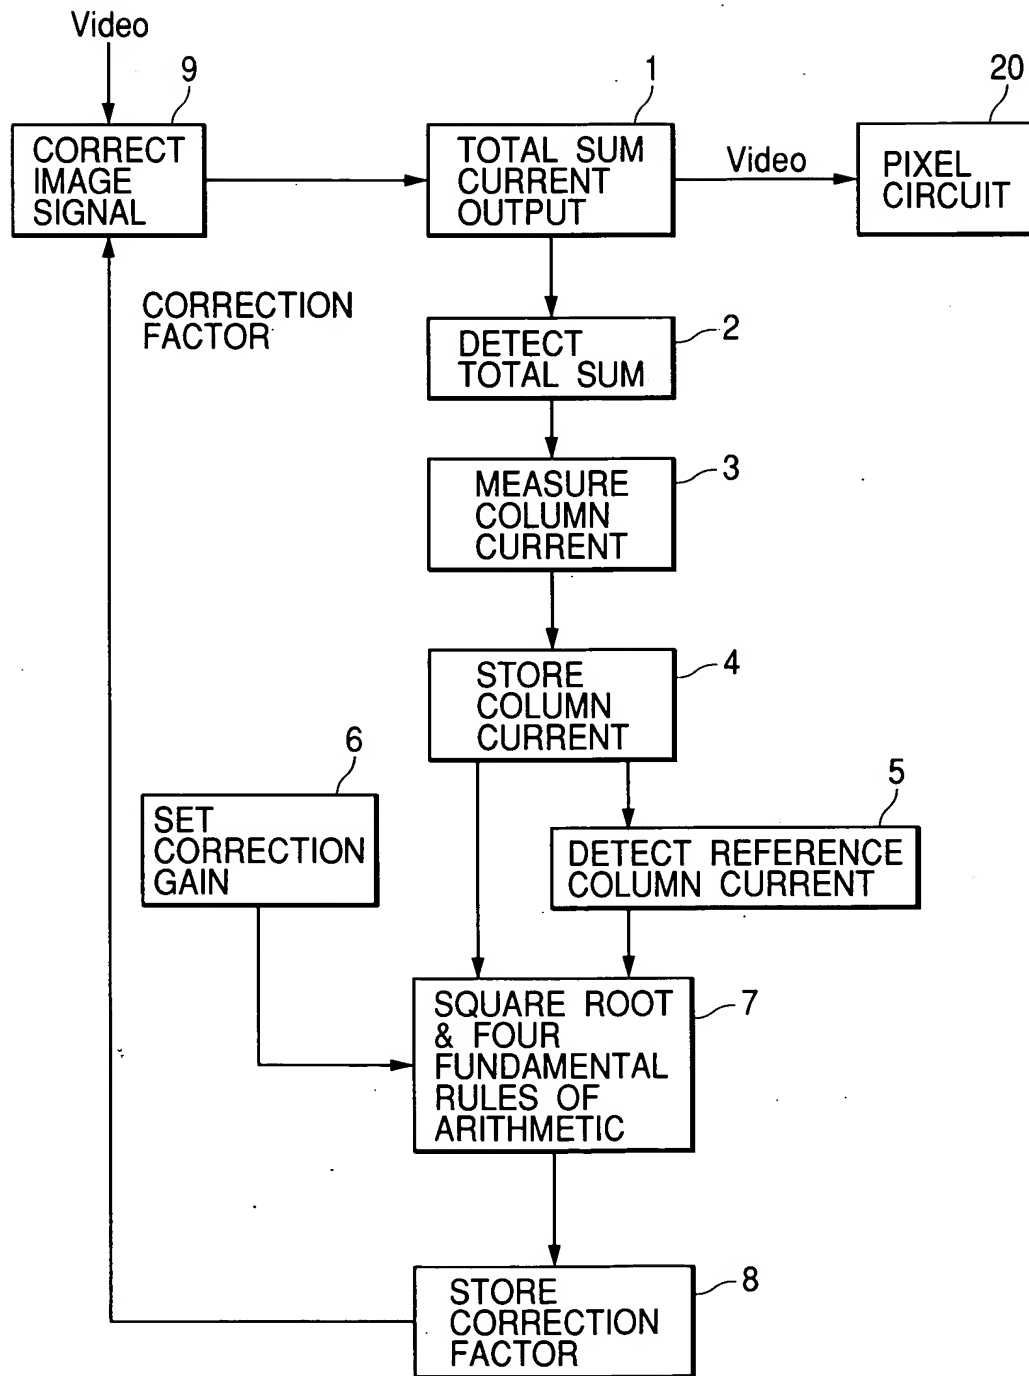 Video
9
1
20
CORRECT
IMAGE
SIGNAL
TOTAL SUM
CURRENT
OUTPUT
Video
PIXEL
CIRCUIT
CORRECTION
FACTOR
2
DETECT
TOTAL SUM
3
MEASURE
COLUMN
CURRENT
4
STORE
COLUMN
CURRENT
6
SET
CORRECTION
GAIN
5
DETECT REFERENCE
COLUMN CURRENT
7
SQUARE ROOT
& FOUR
FUNDAMENTAL
RULES OF
ARITHMETIC
8
STORE
CORRECTION
FACTOR